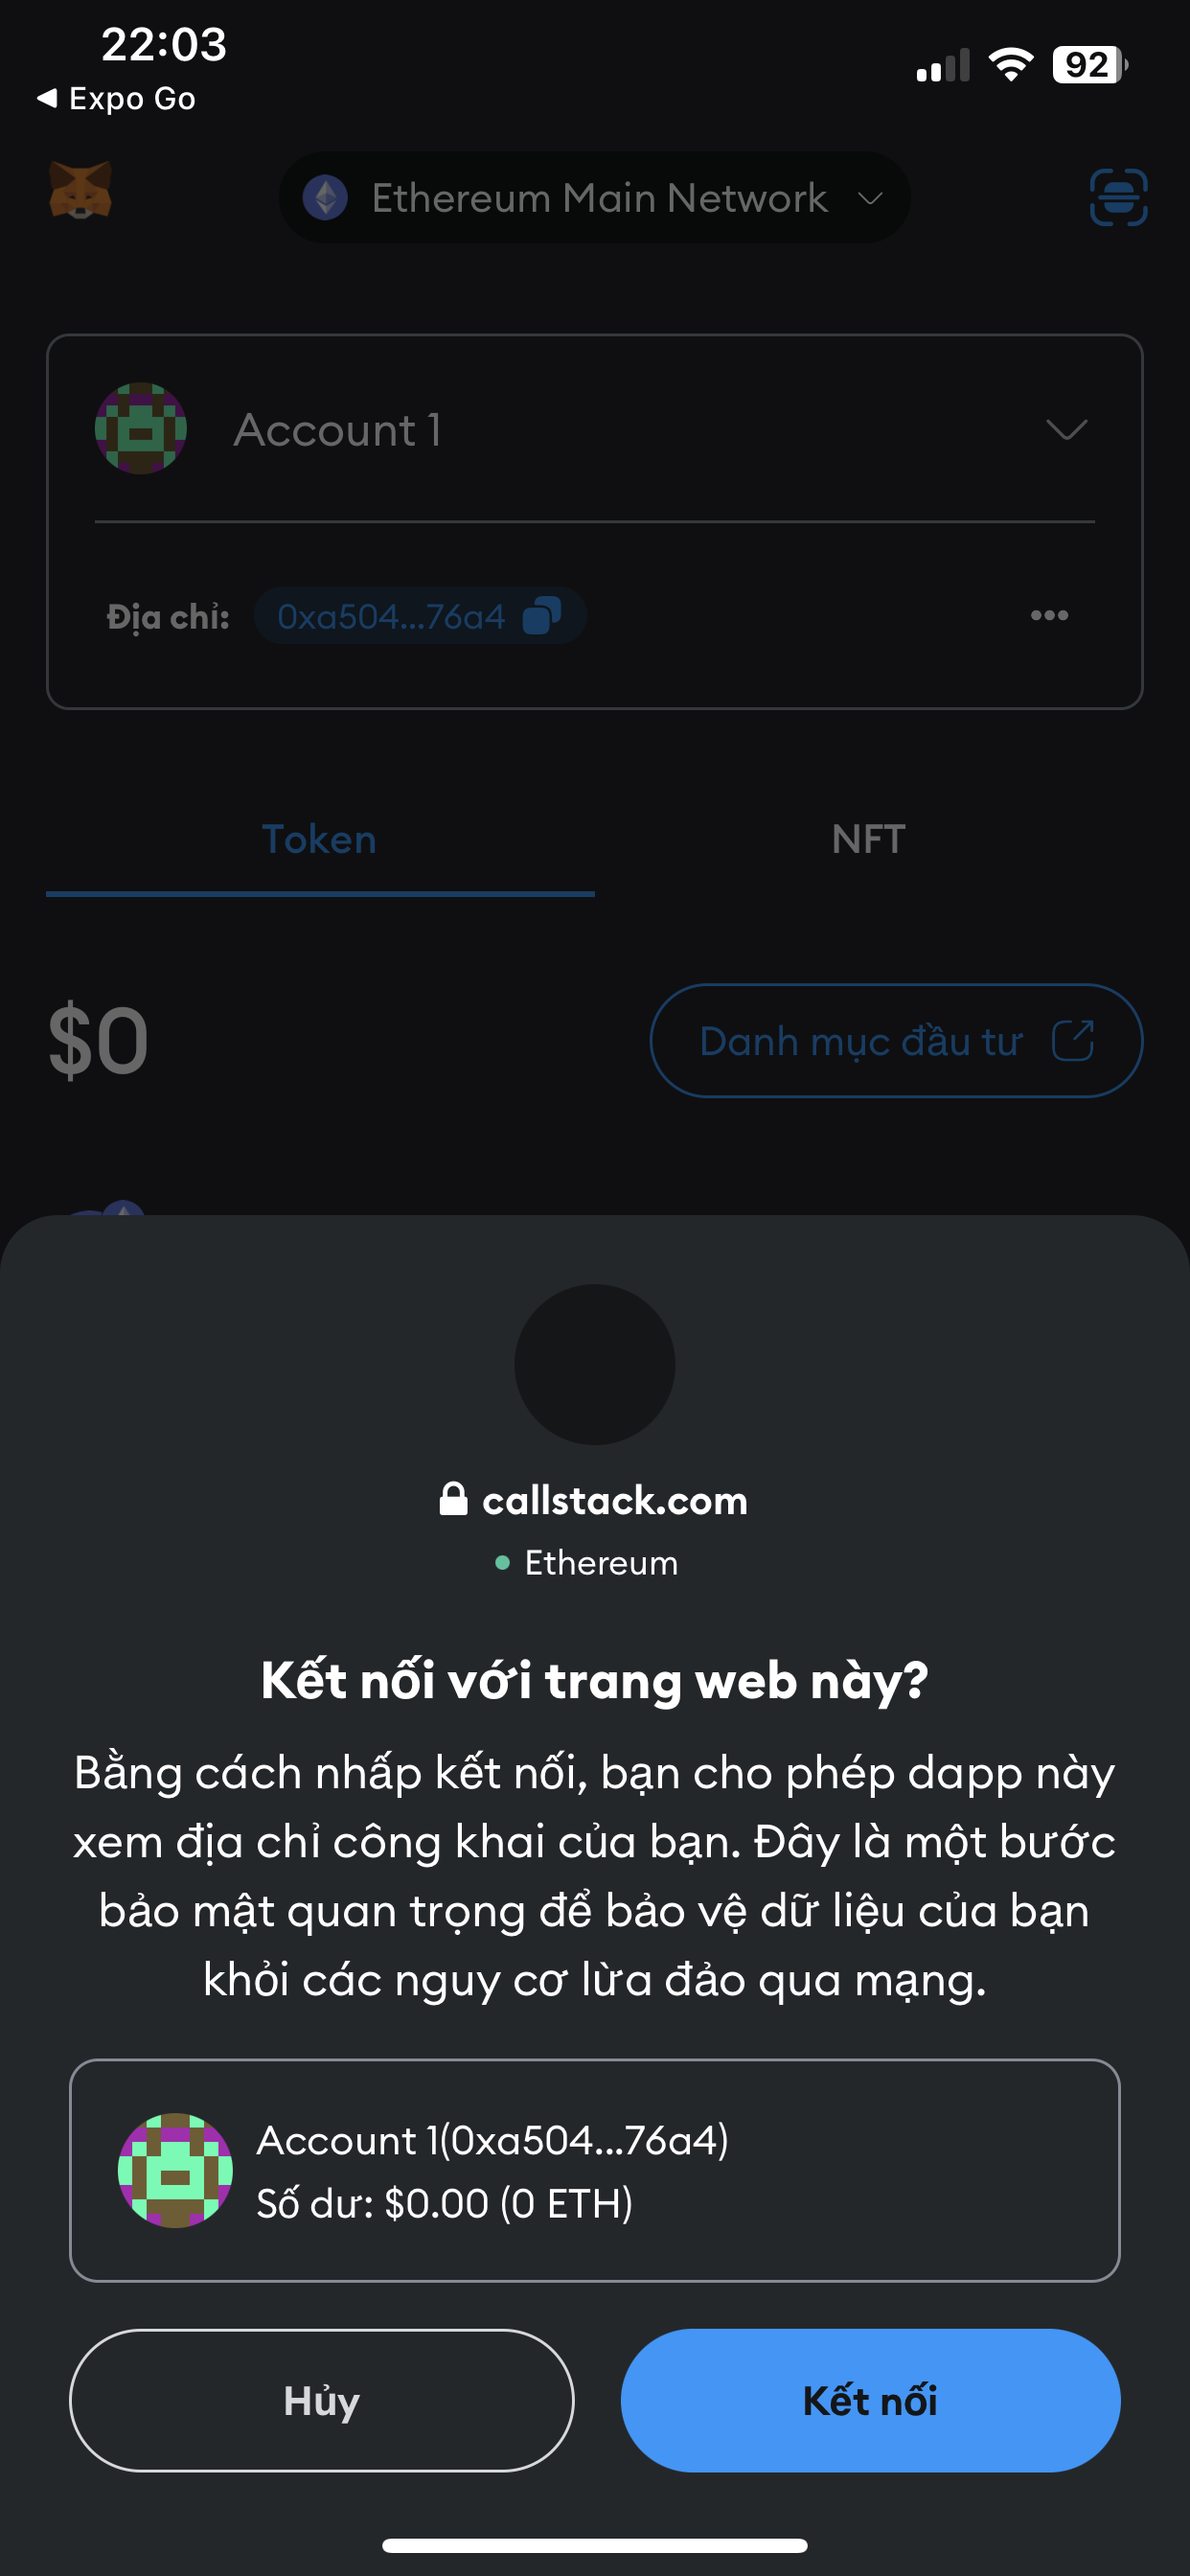 22:03
92
◀ Expo Go
Ethereum Main Network
Account 1
Địa chỉ: 0xa504...76a4
Token
NFT
$0
Danh mục đầu tư
callstack.com
Ethereum
Kết nối với trang web này?
Bằng cách nhấp kết nối, bạn cho phép dapp này
xem địa chỉ công khai của bạn. Đây là một bước
bảo mật quan trọng để bảo vệ dữ liệu của bạn
khỏi các nguy cơ lừa đảo qua mạng.
Account 1(0xa504...76a4)
Số dư: $0.00 (0 ETH)
Hủy
Kết nối